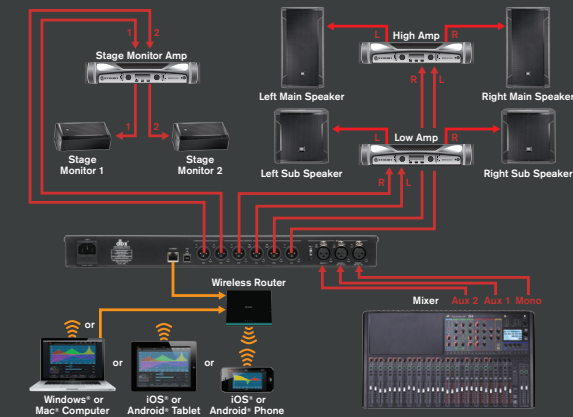 1
2
Stage Monitor Amp
1
2
1
2
Stage
Monitor 1
Stage
Monitor 2
L
High Amp
R
Left Main Speaker
R
L
Right Main Speaker
L
Low Amp
R
Left Sub Speaker
R
L
Right Sub Speaker
dbx
Wireless Router
Mixer
Aux 2
Aux 1
Mono
or
or
or
Windows® or
Mac® Computer
iOS® or
Android® Tablet
iOS® or
Android® Phone